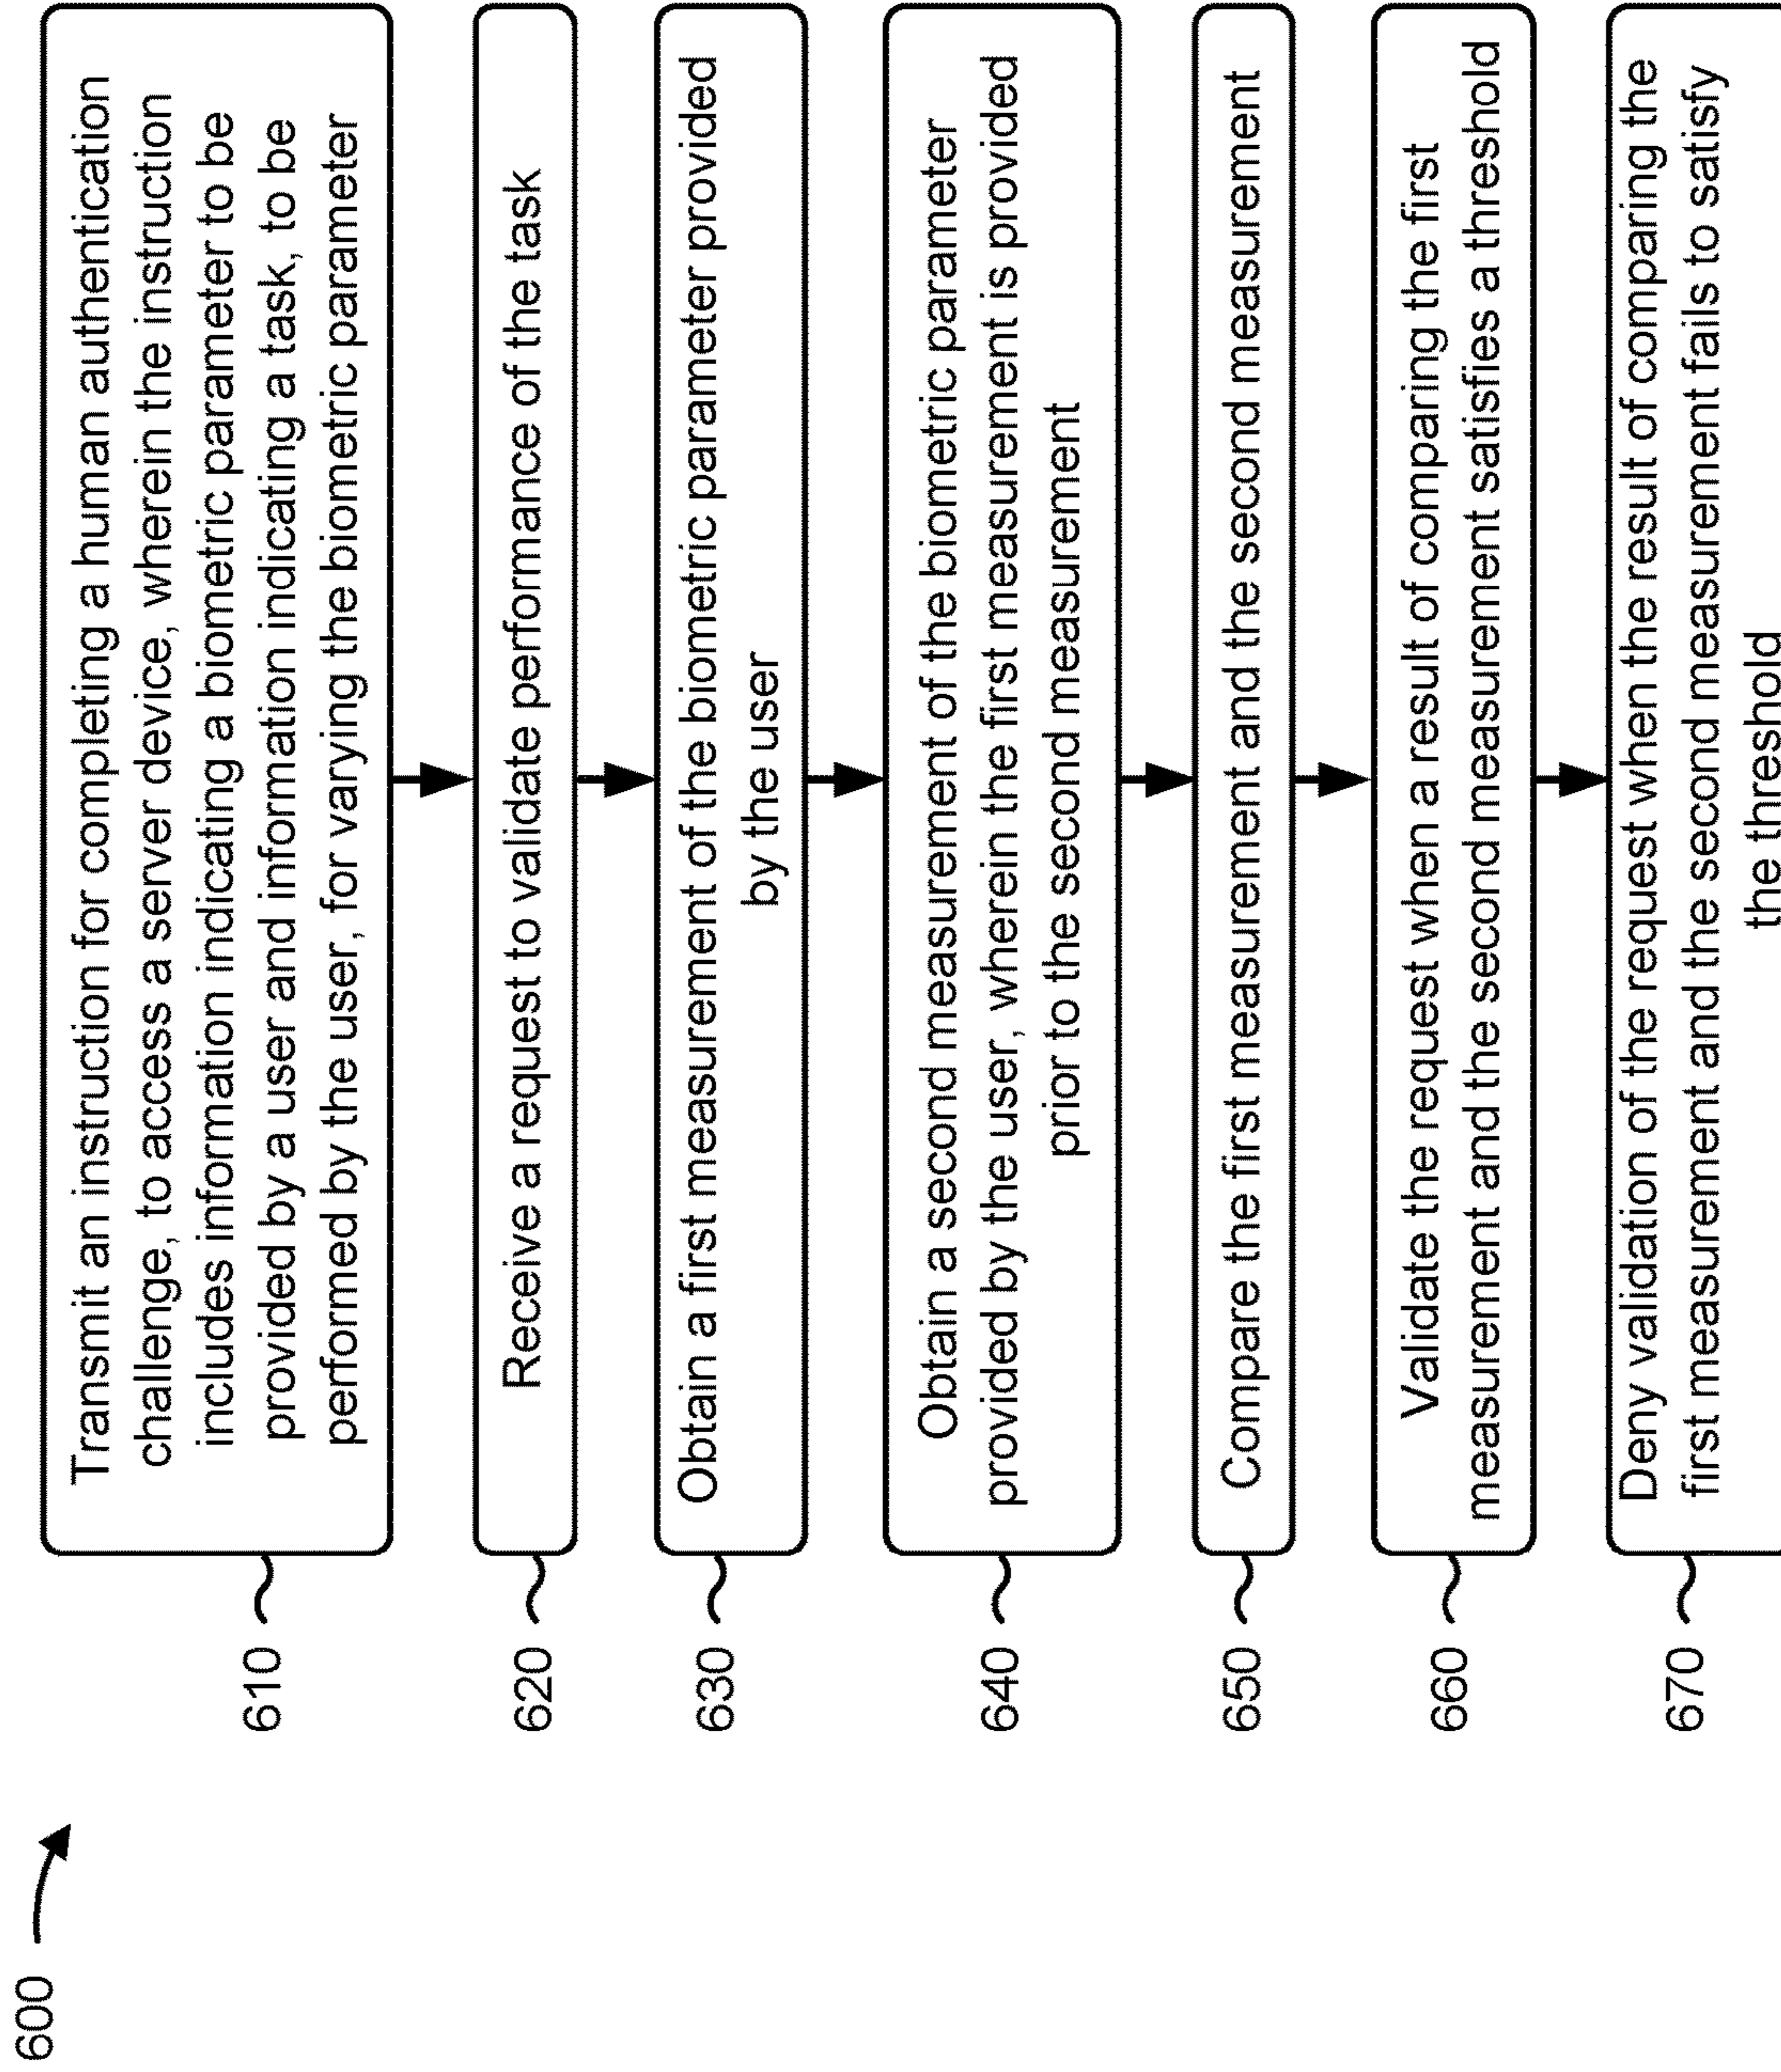 600
610
Transmit an instruction for completing a human authentication
challenge, to access a server device, wherein the instruction
includes information indicating a biometric parameter to be
provided by a user and information indicating a task, to be
performed by the user, for varying the biometric parameter
620
Receive a request to validate performance of the task
630
Obtain a first measurement of the biometric parameter provided
by the user
640
Obtain a second measurement of the biometric parameter
provided by the user, wherein the first measurement is provided
prior to the second measurement
650
Compare the first measurement and the second measurement
660
Validate the request when a result of comparing the first
measurement and the second measurement satisfies a threshold
670
Deny validation of the request when the result of comparing the
first measurement and the second measurement fails to satisfy
the threshold